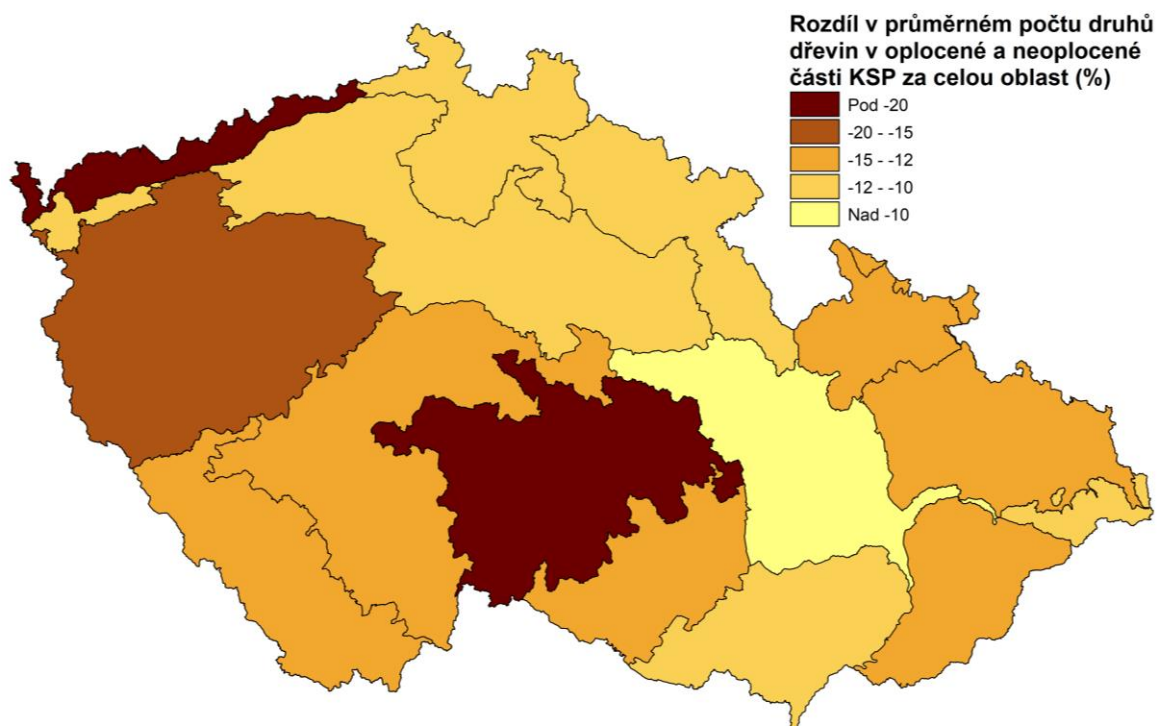 Rozdíl v průměrném počtu druhů
dřevin v oplocené a neoplocené
části KSP za celou oblast (%)
Pod -20
-20 - -15
-15 - -12
-12 - -10
Nad -10